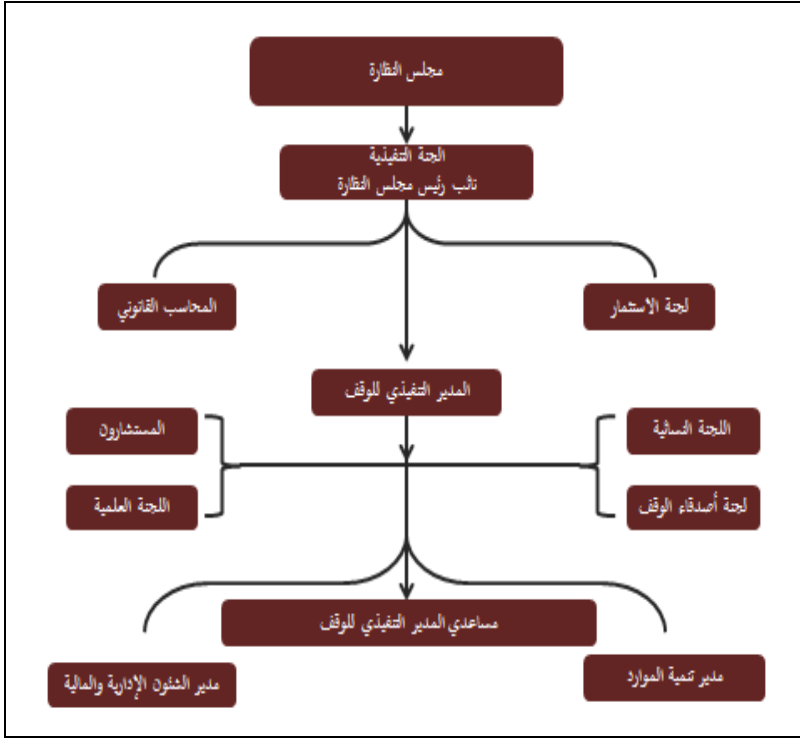 مجلس النظارة
الجنة التنفيذية
نائب رئيس مجلس النظارة
لجنة الاستثمار
المحاسب القانوني
المدير التنفيذي للوقف
اللجنة النسائية
المستشارون
لجنة أصدقاء الوقف
اللجنة العلمية
مساعدي المدير التنفيذي للوقف
مدير تنمية الموارد
مدير الشئون الإدارية والمالية